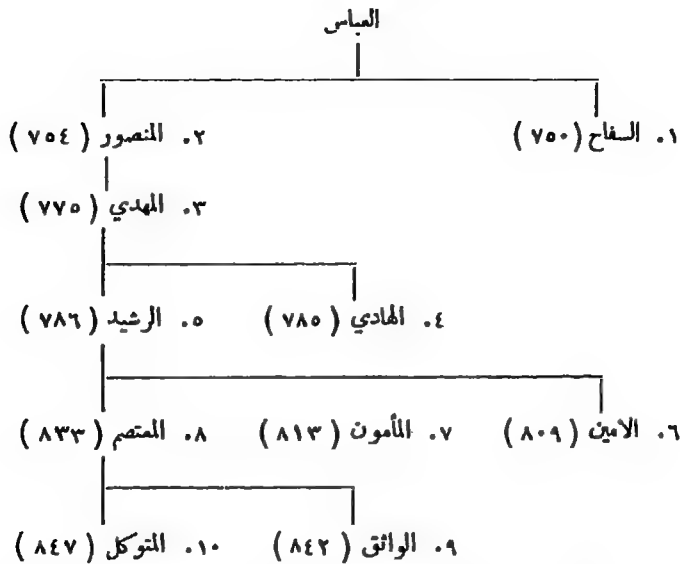 العباس
١. السفاح (٧٥٠) ٢. المنصور (٧٥٤)
٣. المهدي (٧٧٥)
٤. الهادي (٧٨٥) ٥. الرشيد (٧٨٦)
٦. الامين (٨٠٩) ٧. المأمون (٨١٣) ٨. المعتصم (٨٣٣)
٩. الواثق (٨٤٢) ١٠. المتوكل (٨٤٧)